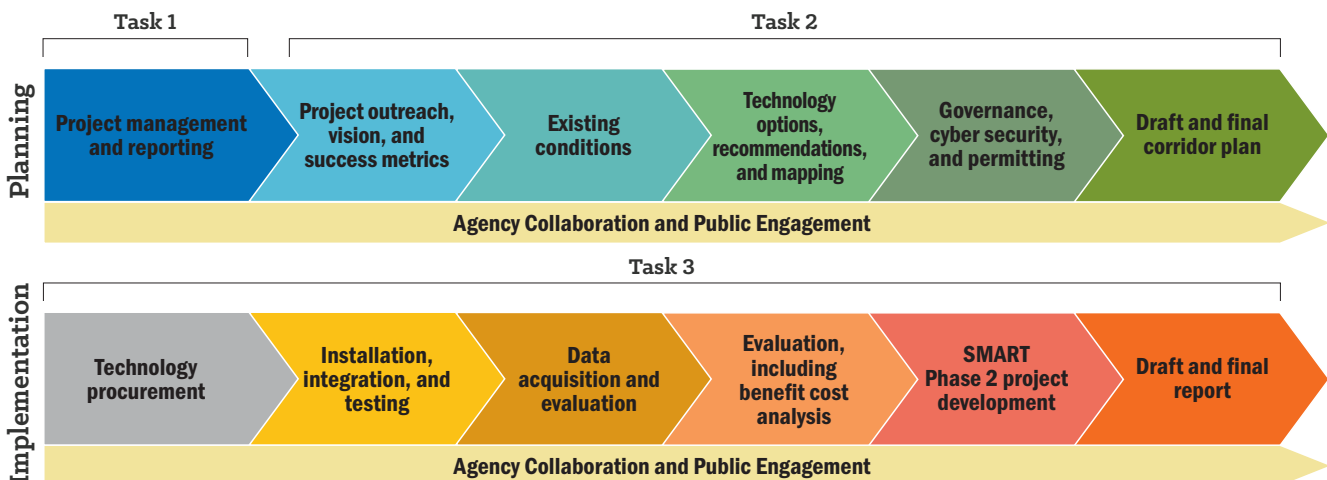 Task 1
Task 2
Planning
Project management
and reporting
Project outreach,
vision, and
success metrics
Existing
conditions
Technology
options,
recommendations,
and mapping
Governance,
cyber security,
and permitting
Draft and final
corridor plan
Agency Collaboration and Public Engagement
Task 3
Implementation
Technology
procurement
Installation,
integration, and
testing
Data
acquisition and
evaluation
Evaluation,
including
benefit cost
analysis
SMART
Phase 2 project
development
Draft and final
report
Agency Collaboration and Public Engagement